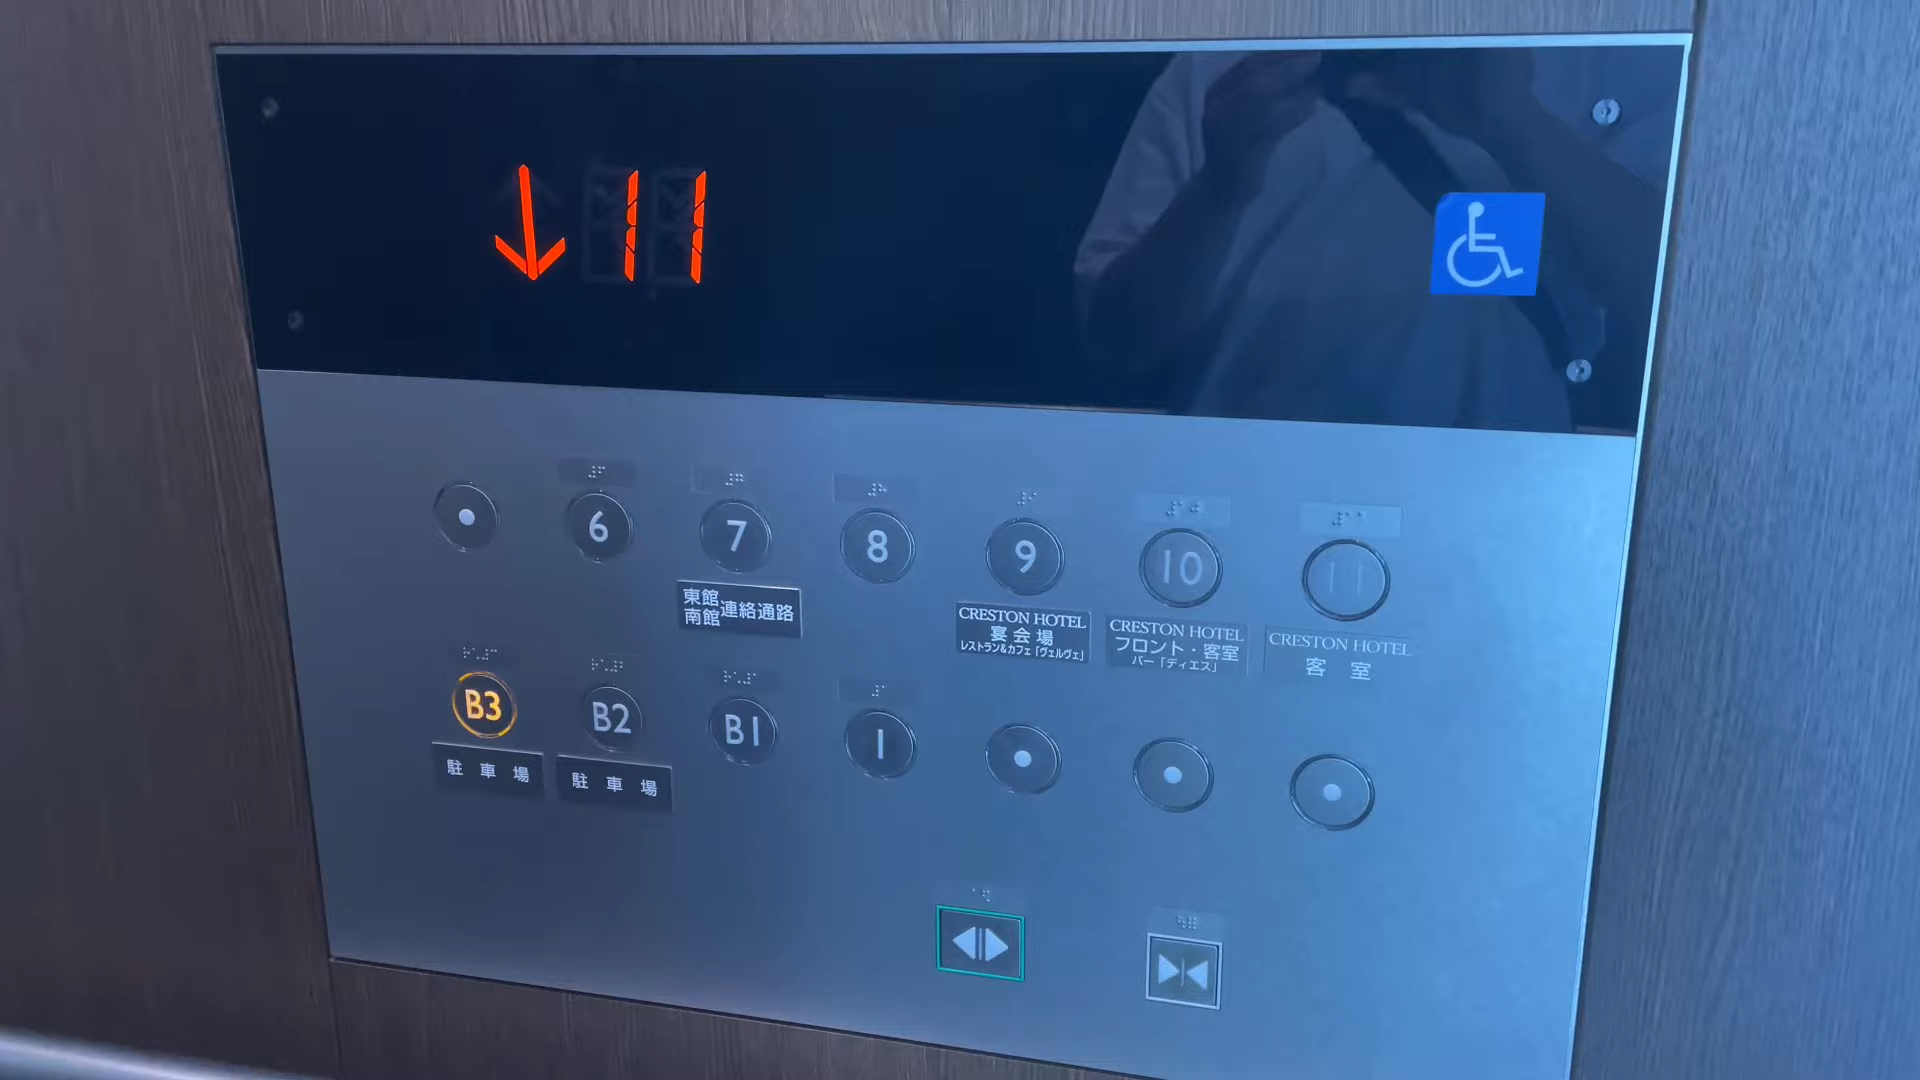 ↓11
6
7
8
9
10
11
東館
南館
連絡通路
CRESTON HOTEL
宴会場
レストラン&カフェ「ヴェルヴェ」
CRESTON HOTEL
フロント・客室
バー「ティエス」
CRESTON HOTEL
客 室
B3
B2
B1
1
駐 車 場
駐 車 場